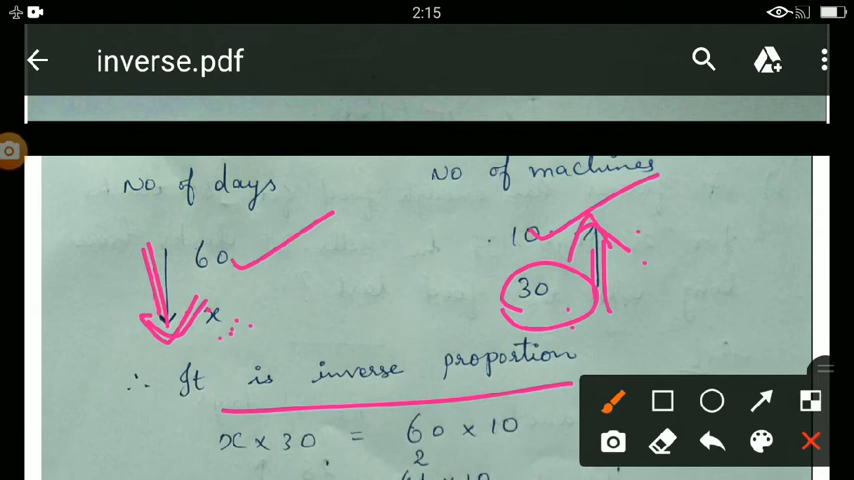 2:15
inverse.pdf
No of days No of machines
60 10
x 30
∴ It is inverse proportion
x × 30 = 60 × 10
2